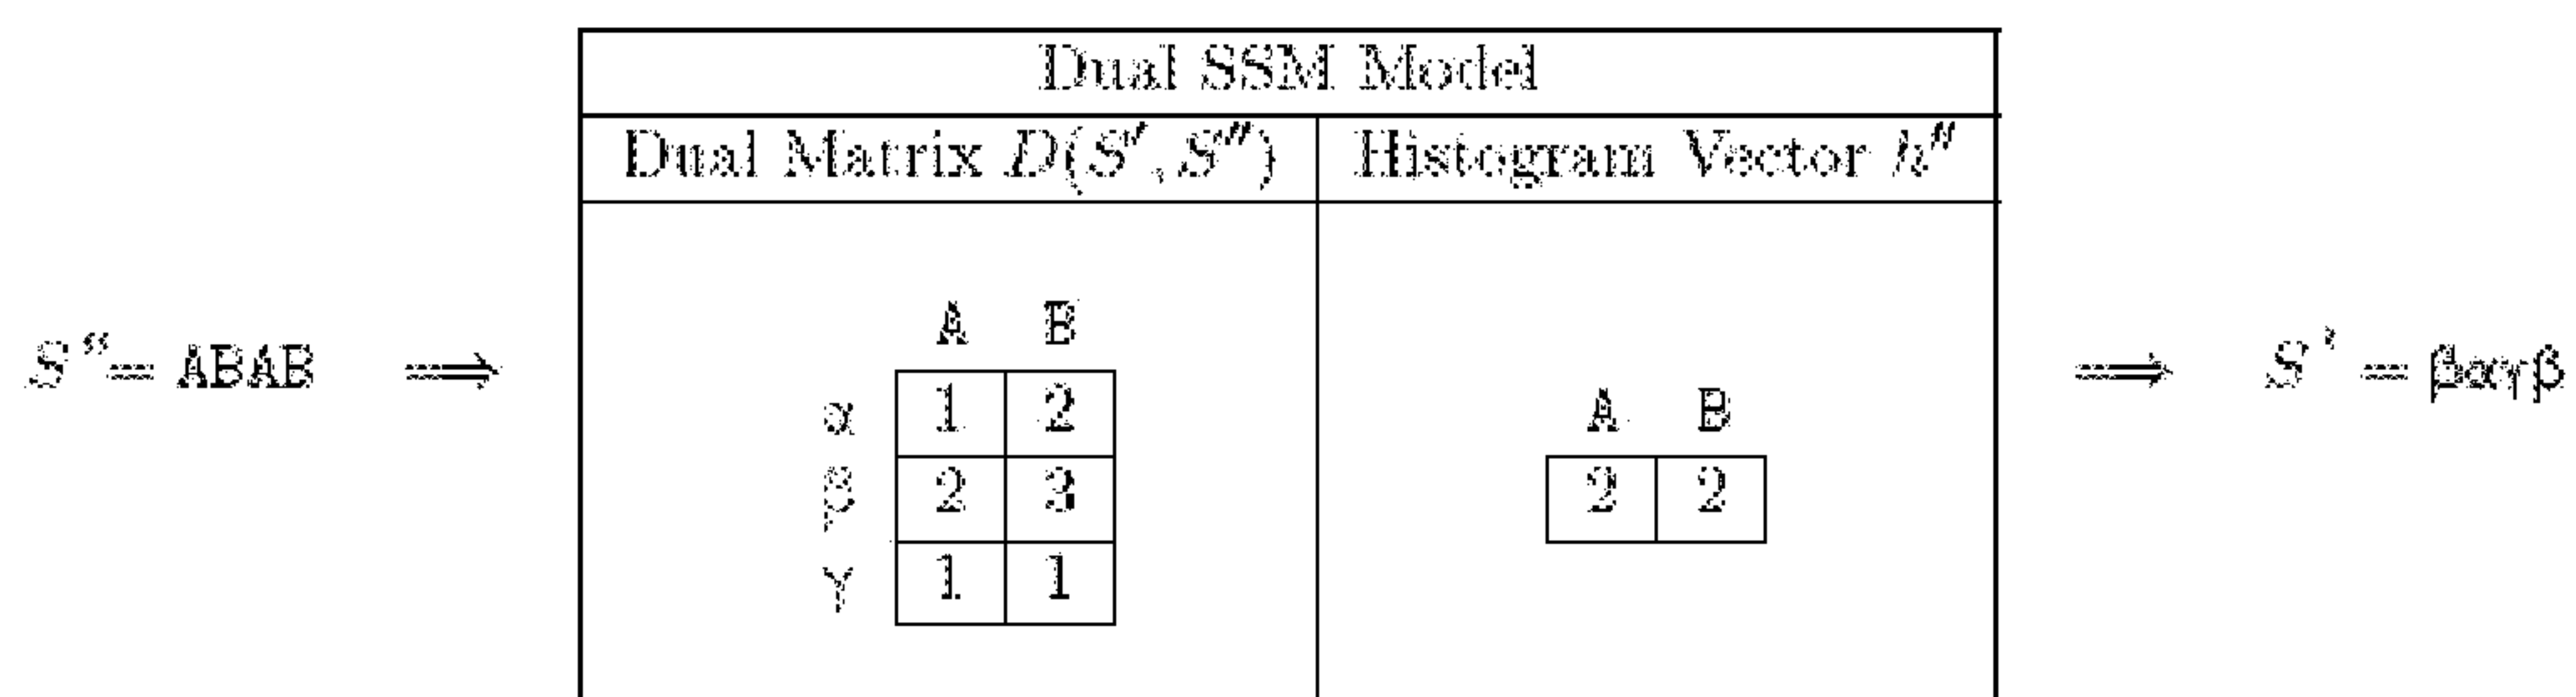 Dual SSM Model
Dual Matrix D(S′, S″) Histogram Vector h″
A B
S″= ABAB ⟹ ⟹ S′ = βαγβ
α 1 2 A B
β 2 3 2 2
γ 1 1